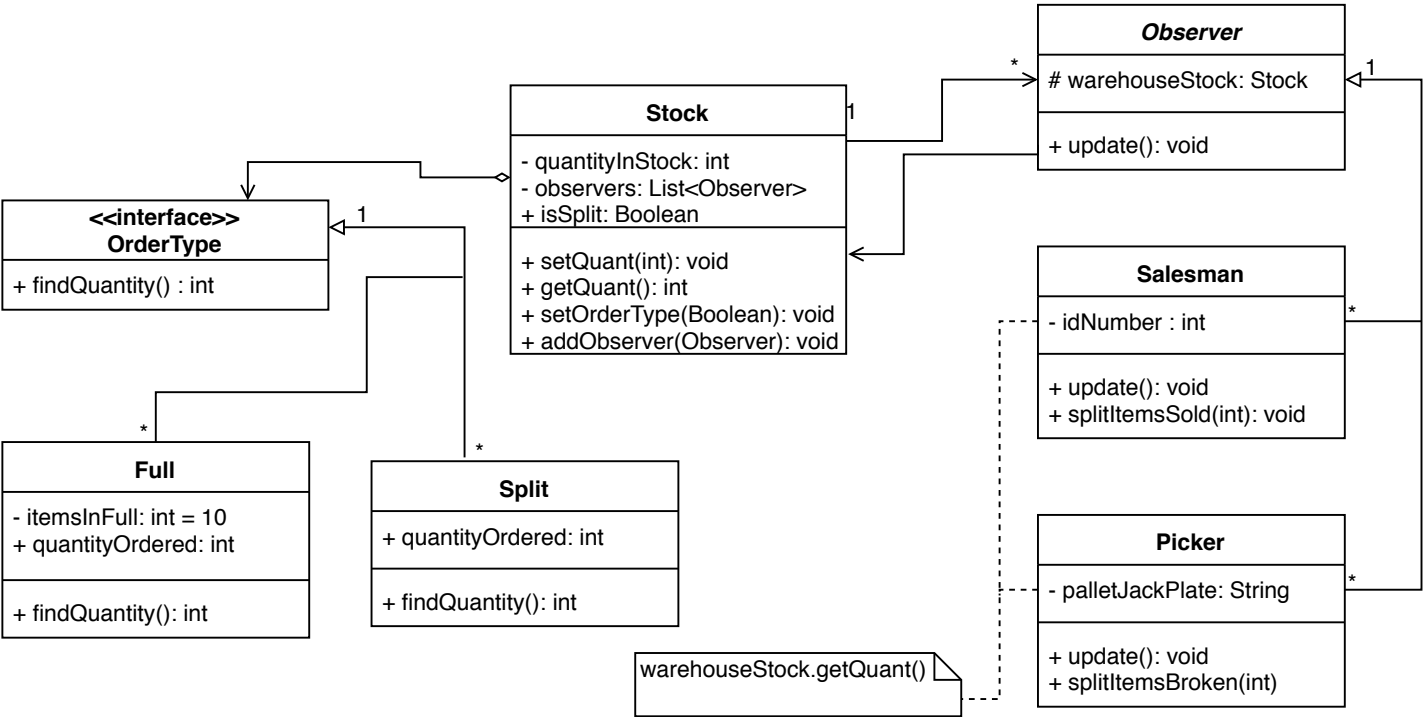 Observer
# warehouseStock: Stock
+ update(): void
*
1
Stock
- quantityInStock: int
- observers: List<Observer>
+ isSplit: Boolean
+ setQuant(int): void
+ getQuant(): int
+ setOrderType(Boolean): void
+ addObserver(Observer): void
1
<<interface>>
OrderType
+ findQuantity() : int
1
Salesman
- idNumber : int
+ update(): void
+ splitItemsSold(int): void
*
*
Full
- itemsInFull: int = 10
+ quantityOrdered: int
+ findQuantity(): int
*
Split
+ quantityOrdered: int
+ findQuantity(): int
Picker
- palletJackPlate: String
+ update(): void
+ splitItemsBroken(int)
*
warehouseStock.getQuant()